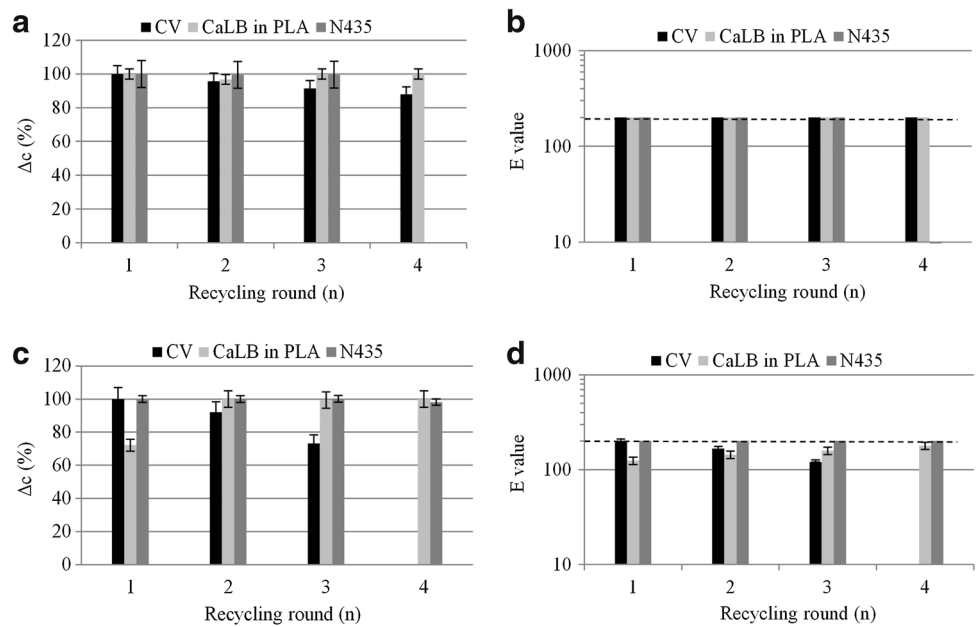 a
CV CaLB in PLA N435
120
100
80
60
40
20
0
Δc (%)
1 2 3 4
Recycling round (n)
b
CV CaLB in PLA N435
1000
100
10
E value
1 2 3 4
Recycling round (n)
c
CV CaLB in PLA N435
120
100
80
60
40
20
0
Δc (%)
1 2 3 4
Recycling round (n)
d
CV CaLB in PLA N435
1000
100
10
E value
1 2 3 4
Recycling round (n)